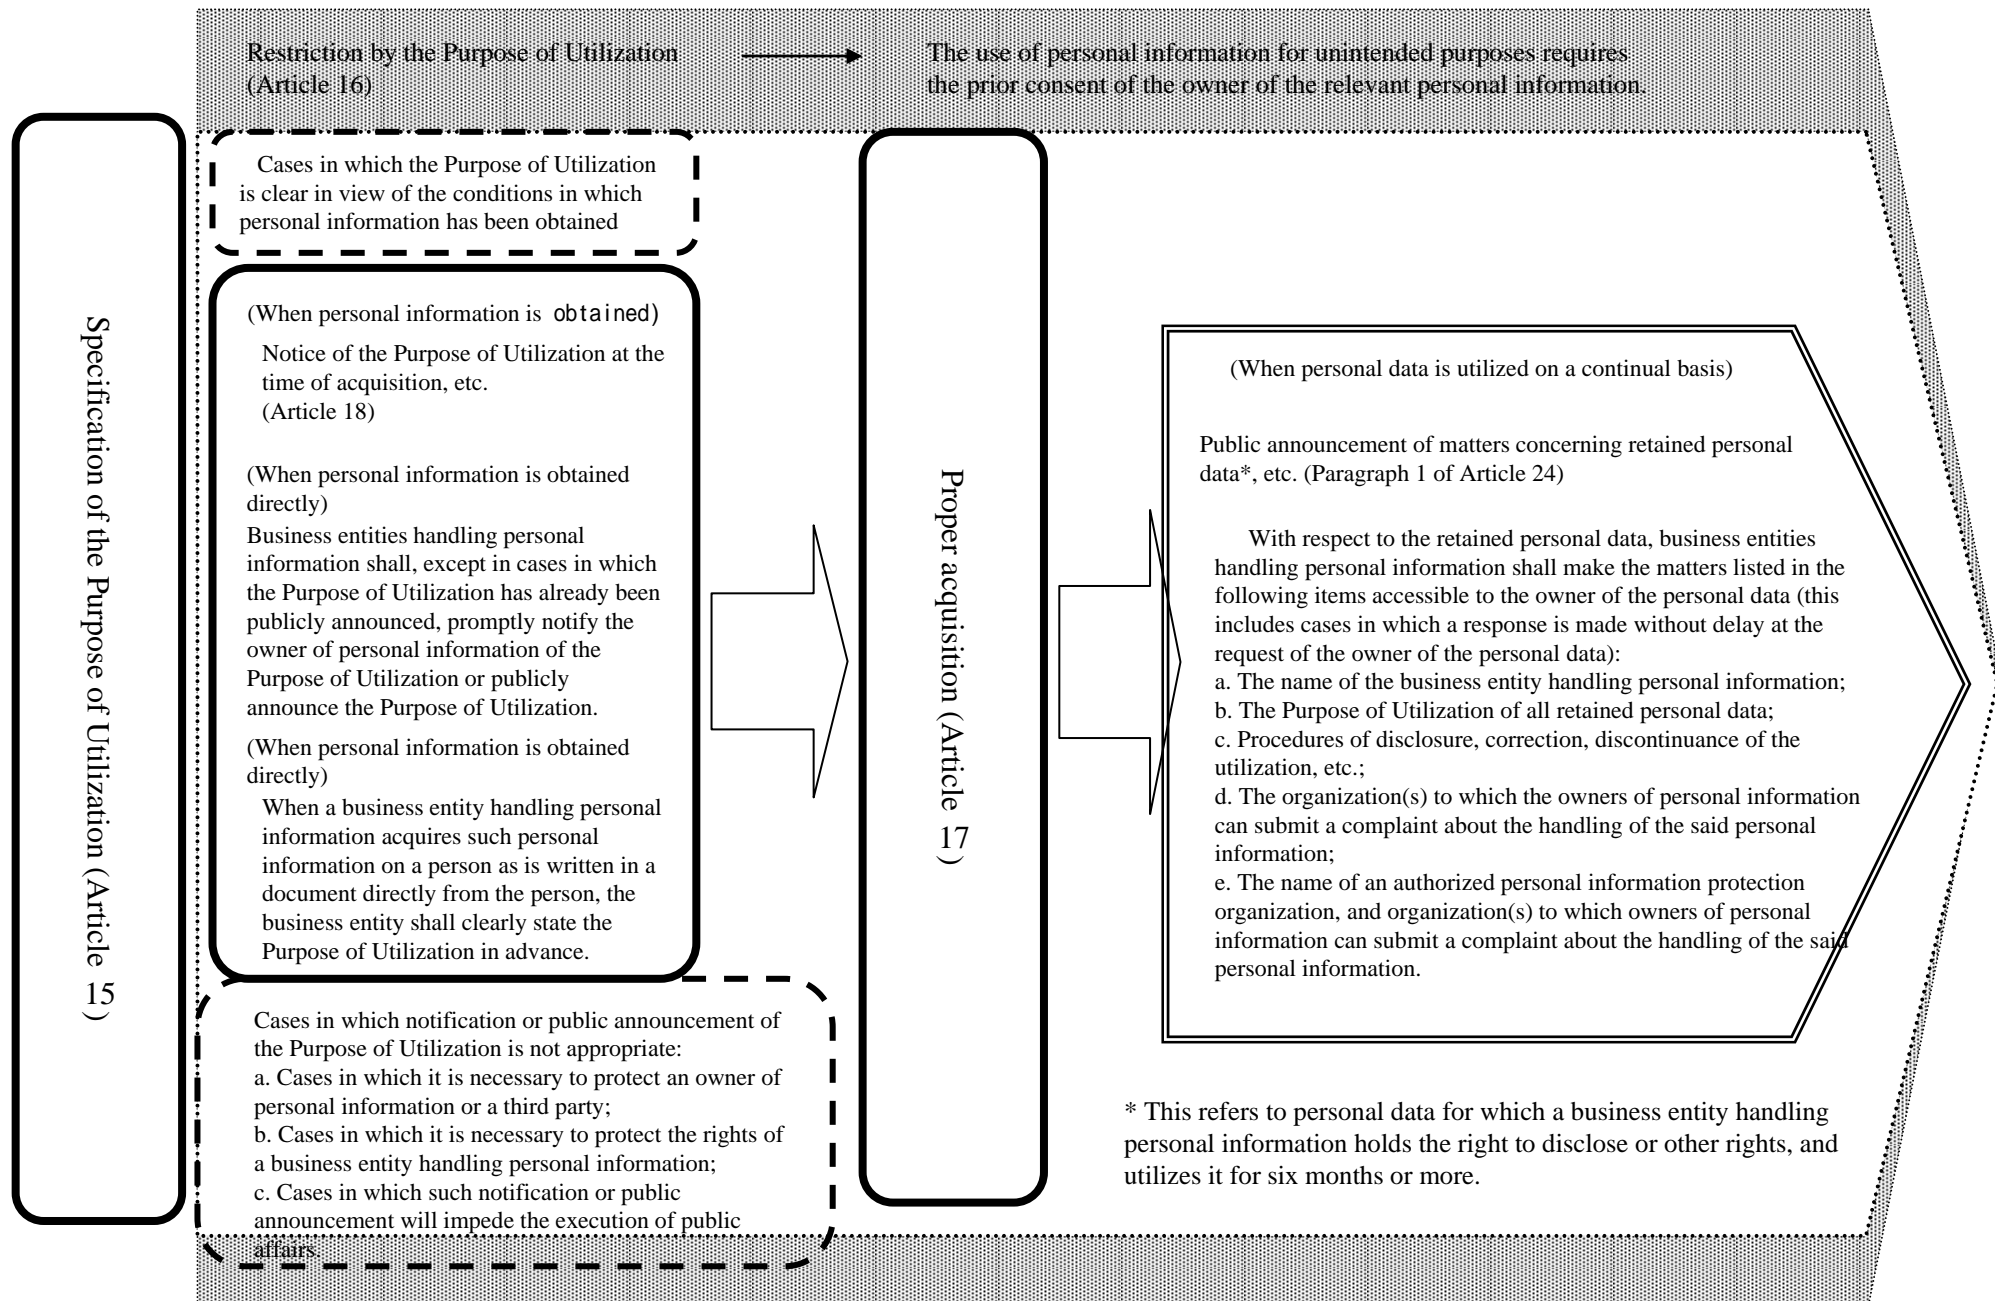 Restriction by the Purpose of Utilization
(Article 16)
The use of personal information for unintended purposes requires
the prior consent of the owner of the relevant personal information.
Specification of the Purpose of Utilization (Article 15)
Cases in which the Purpose of Utilization
is clear in view of the conditions in which
personal information has been obtained
(When personal information is obtained)
Notice of the Purpose of Utilization at the
time of acquisition, etc.
(Article 18)
(When personal information is obtained
directly)
Business entities handling personal
information shall, except in cases in which
the Purpose of Utilization has already been
publicly announced, promptly notify the
owner of personal information of the
Purpose of Utilization or publicly
announce the Purpose of Utilization.
(When personal information is obtained
directly)
When a business entity handling personal
information acquires such personal
information on a person as is written in a
document directly from the person, the
business entity shall clearly state the
Purpose of Utilization in advance.
Cases in which notification or public announcement of
the Purpose of Utilization is not appropriate:
a. Cases in which it is necessary to protect an owner of
personal information or a third party;
b. Cases in which it is necessary to protect the rights of
a business entity handling personal information;
c. Cases in which such notification or public
announcement will impede the execution of public
affairs.
Proper acquisition (Article 17)
(When personal data is utilized on a continual basis)
Public announcement of matters concerning retained personal
data*, etc. (Paragraph 1 of Article 24)
With respect to the retained personal data, business entities
handling personal information shall make the matters listed in the
following items accessible to the owner of the personal data (this
includes cases in which a response is made without delay at the
request of the owner of the personal data):
a. The name of the business entity handling personal information;
b. The Purpose of Utilization of all retained personal data;
c. Procedures of disclosure, correction, discontinuance of the
utilization, etc.;
d. The organization(s) to which the owners of personal information
can submit a complaint about the handling of the said personal
information;
e. The name of an authorized personal information protection
organization, and organization(s) to which owners of personal
information can submit a complaint about the handling of the said
personal information.
* This refers to personal data for which a business entity handling
personal information holds the right to disclose or other rights, and
utilizes it for six months or more.